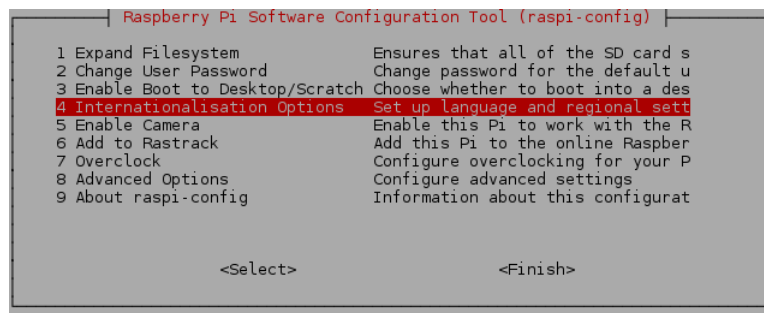 Raspberry Pi Software Configuration Tool (raspi-config)
1 Expand Filesystem Ensures that all of the SD card s
2 Change User Password Change password for the default u
3 Enable Boot to Desktop/Scratch Choose whether to boot into a des
4 Internationalisation Options Set up language and regional sett
5 Enable Camera Enable this Pi to work with the R
6 Add to Rastrack Add this Pi to the online Raspber
7 Overclock Configure overclocking for your P
8 Advanced Options Configure advanced settings
9 About raspi-config Information about this configurat
<Select> <Finish>